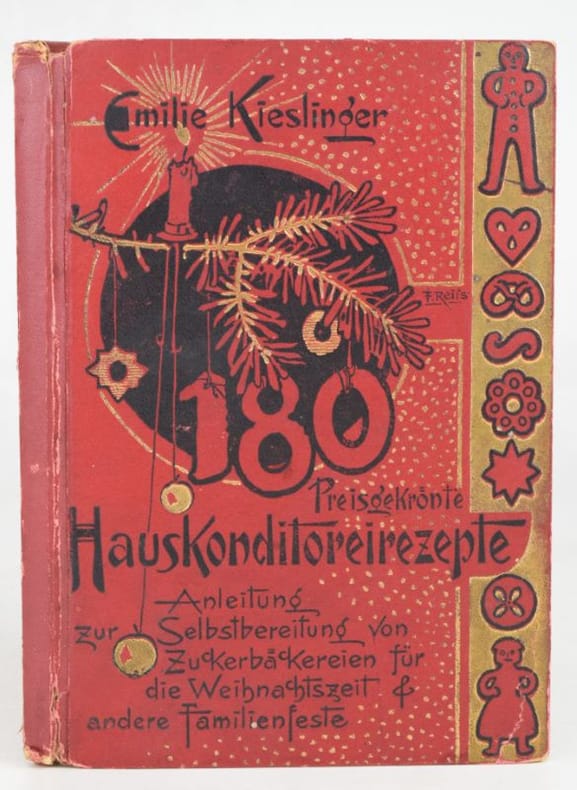 Emilie Kieslinger
F. Reiss
180
Preisgekrönte
Hauskonditoreirezepte
Anleitung
zur Selbstbereitung von
Zuckerbäckereien für
die Weihnachtszeit &
andere Familienfeste